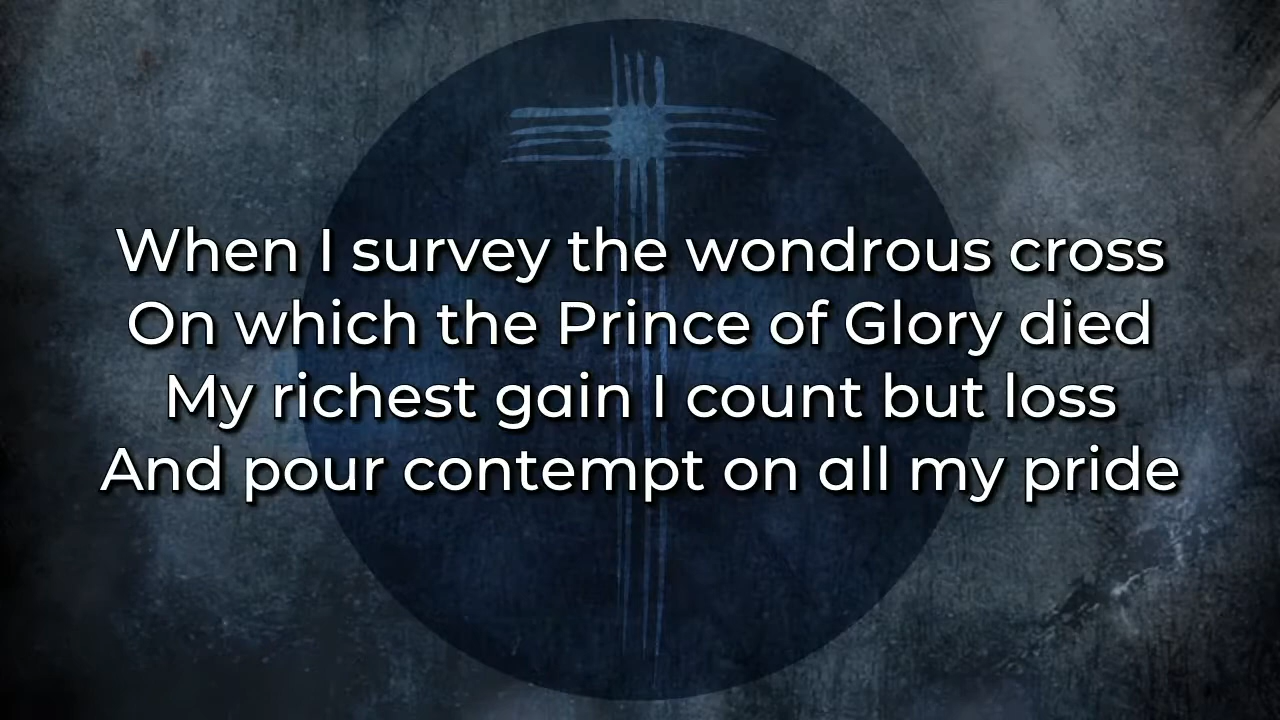 When I survey the wondrous cross
On which the Prince of Glory died
My richest gain I count but loss
And pour contempt on all my pride